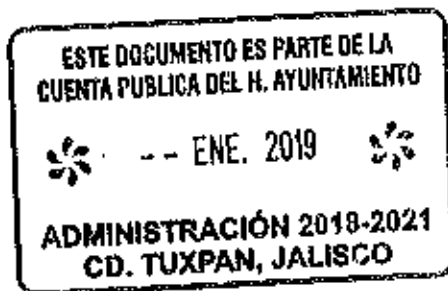 ESTE DOCUMENTO ES PARTE DE LA
CUENTA PUBLICA DEL H. AYUNTAMIENTO
-- ENE. 2019
ADMINISTRACIÓN 2018-2021
CD. TUXPAN, JALISCO